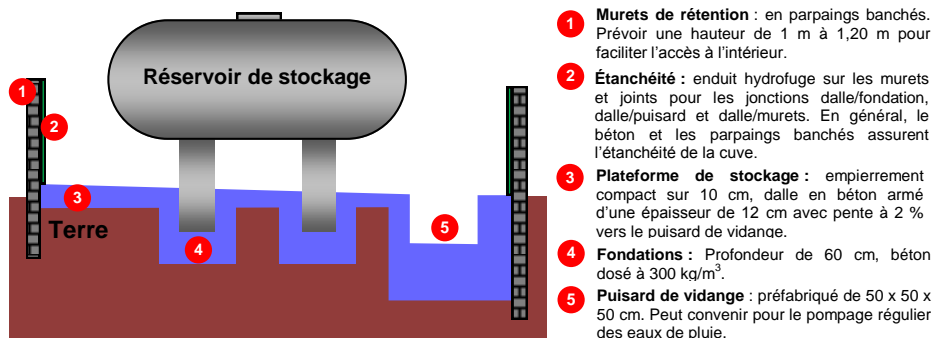 Réservoir de stockage
1
2
3
Terre
4
5
1 Murets de rétention : en parpaings banchés.
Prévoir une hauteur de 1 m à 1,20 m pour
faciliter l'accès à l'intérieur.
2 Étanchéité : enduit hydrofuge sur les murets
et joints pour les jonctions dalle/fondation,
dalle/puisard et dalle/murets. En général, le
béton et les parpaings banchés assurent
l'étanchéité de la cuve.
3 Plateforme de stockage : empierrement
compact sur 10 cm, dalle en béton armé
d'une épaisseur de 12 cm avec pente à 2 %
vers le puisard de vidange.
4 Fondations : Profondeur de 60 cm, béton
dosé à 300 kg/m³.
5 Puisard de vidange : préfabriqué de 50 x 50 x
50 cm. Peut convenir pour le pompage régulier
des eaux de pluie.